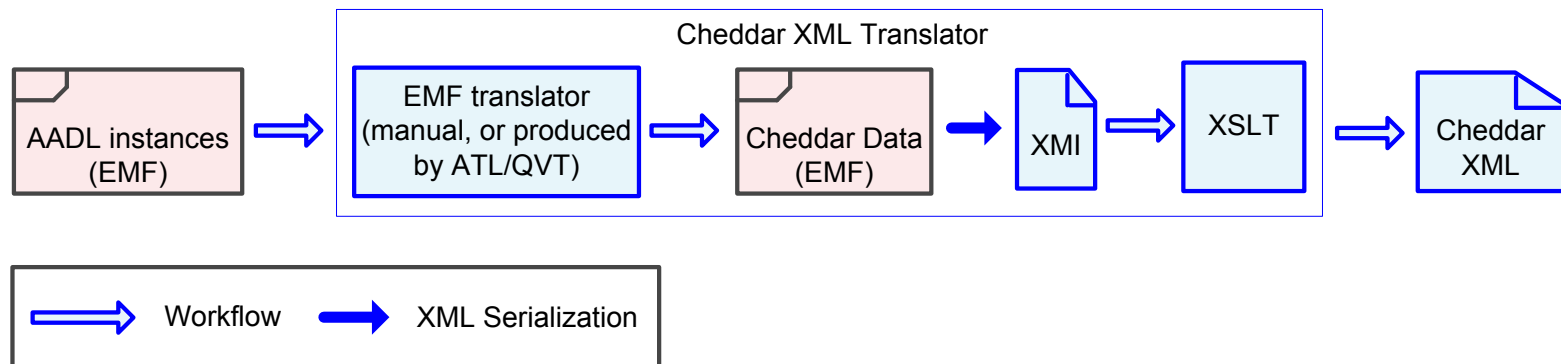 Cheddar XML Translator
AADL instances
(EMF)
EMF translator
(manual, or produced
by ATL/QVT)
Cheddar Data
(EMF)
XMI
XSLT
Cheddar
XML
Workflow
XML Serialization